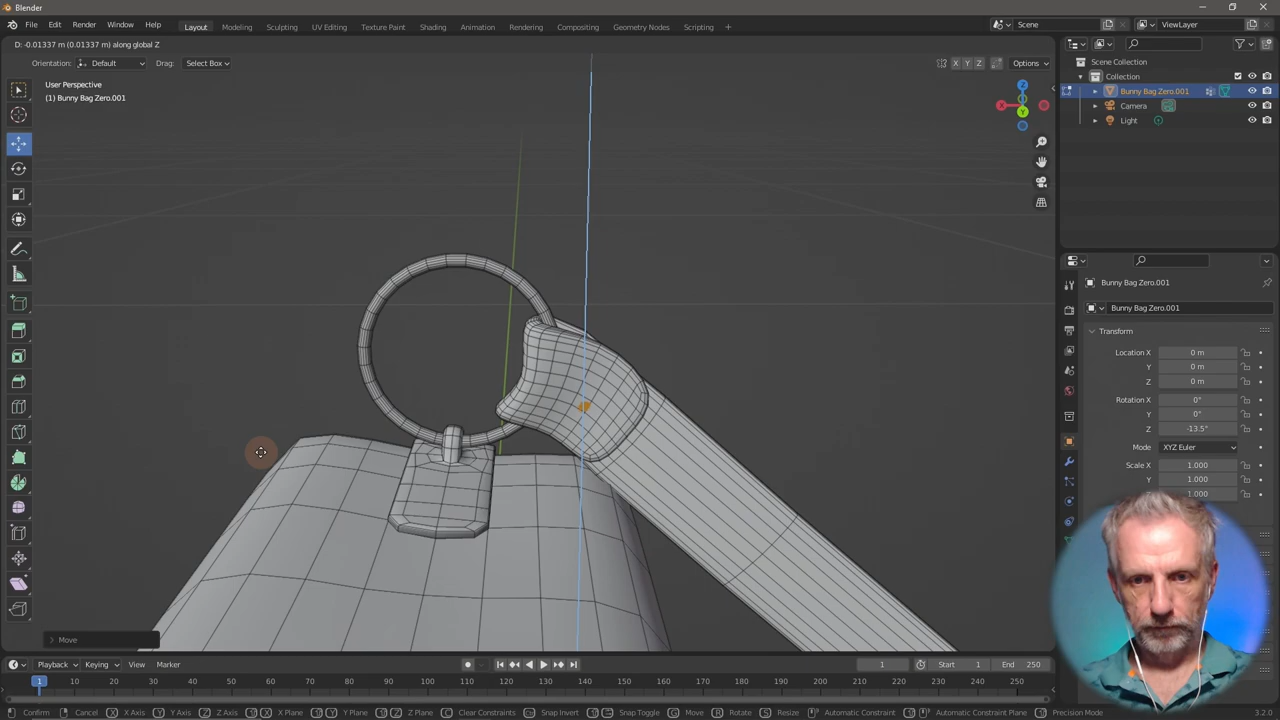 Blender
File Edit Render Window Help Layout Modeling Sculpting UV Editing Texture Paint Shading Animation Rendering Compositing Geometry Nodes Scripting + Scene ViewLayer
D: -0.01337 m (0.01337 m) along global Z
Orientation: Default Drag: Select Box X Y Z Options
User Perspective
(1) Bunny Bag Zero.001
Scene Collection
Collection
Bunny Bag Zero.001
Camera
Light
Bunny Bag Zero.001
Bunny Bag Zero.001
Transform
Location X 0 m
Y 0 m
Z 0 m
Rotation X 0°
Y 0°
Z -13.5°
Mode XYZ Euler
Scale X 1.000
Y 1.000
1.000
Move
Playback Keying View Marker 1 Start 1 End 250
1 10 20 30 40 50 60 70 80 90 100 110 120 130 140 150 160 170 180 190 200 210 220 230 240 250
Confirm Cancel X X Axis Y Y Axis Z Z Axis X X Plane Y Y Plane Z Z Plane C Clear Constraints Snap Invert Snap Toggle G Move R Rotate S Resize Automatic Constraint Automatic Constraint Plane Precision Mode 3.2.0